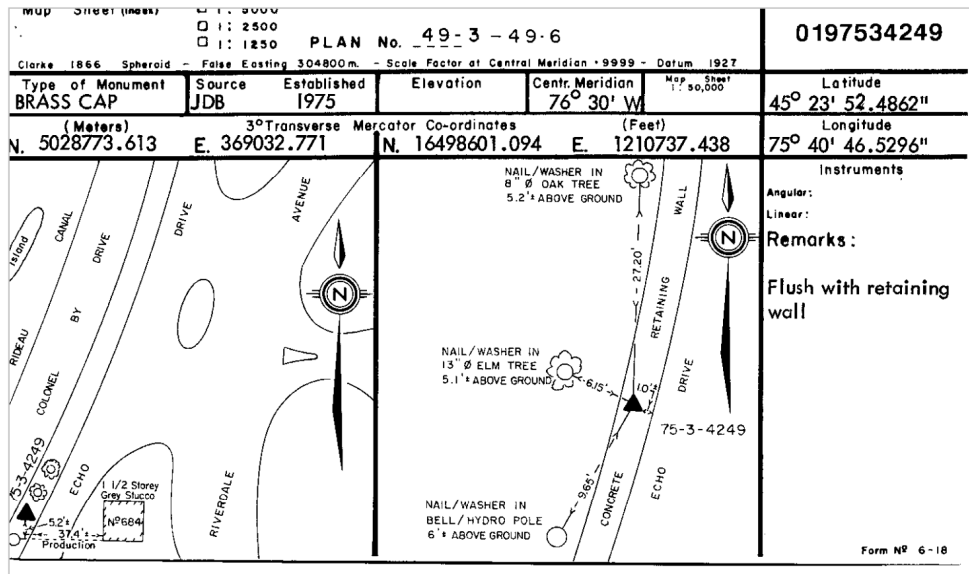 Map Sheet (Index)
1: 5000
1: 2500
1: 1250
PLAN No. 49-3-49·6
0197534249
Clarke 1866 Spheroid - False Easting 304800m. - Scale Factor at Central Meridian ·9999 - Datum 1927
Type of Monument
BRASS CAP
Source
JDB
Established
1975
Elevation
Centr. Meridian
76° 30' W
Map Sheet
1: 50,000
Latitude
45° 23' 52.4862"
(Meters)
3° Transverse Mercator Co-ordinates
(Feet)
N. 5028773.613
E. 369032.771
N. 16498601.094
E. 1210737.438
Longitude
75° 40' 46.5296"
Island
RIDEAU CANAL
COLONEL BY DRIVE
ECHO DRIVE
RIVERDALE AVENUE
N
75-3-4249
1 1/2 Storey
Grey Stucco
Nº684
5.2'±
37.4'±
Production
NAIL/WASHER IN
8" Ø OAK TREE
5.2'± ABOVE GROUND
27.20'
NAIL/WASHER IN
13" Ø ELM TREE
5.1'± ABOVE GROUND
6.15'
1.0'±
75-3-4249
9.65'
NAIL/WASHER IN
BELL/HYDRO POLE
6'± ABOVE GROUND
CONCRETE RETAINING WALL
ECHO DRIVE
N
Instruments
Angular:
Linear:
Remarks:
Flush with retaining
wall
Form Nº 6-18